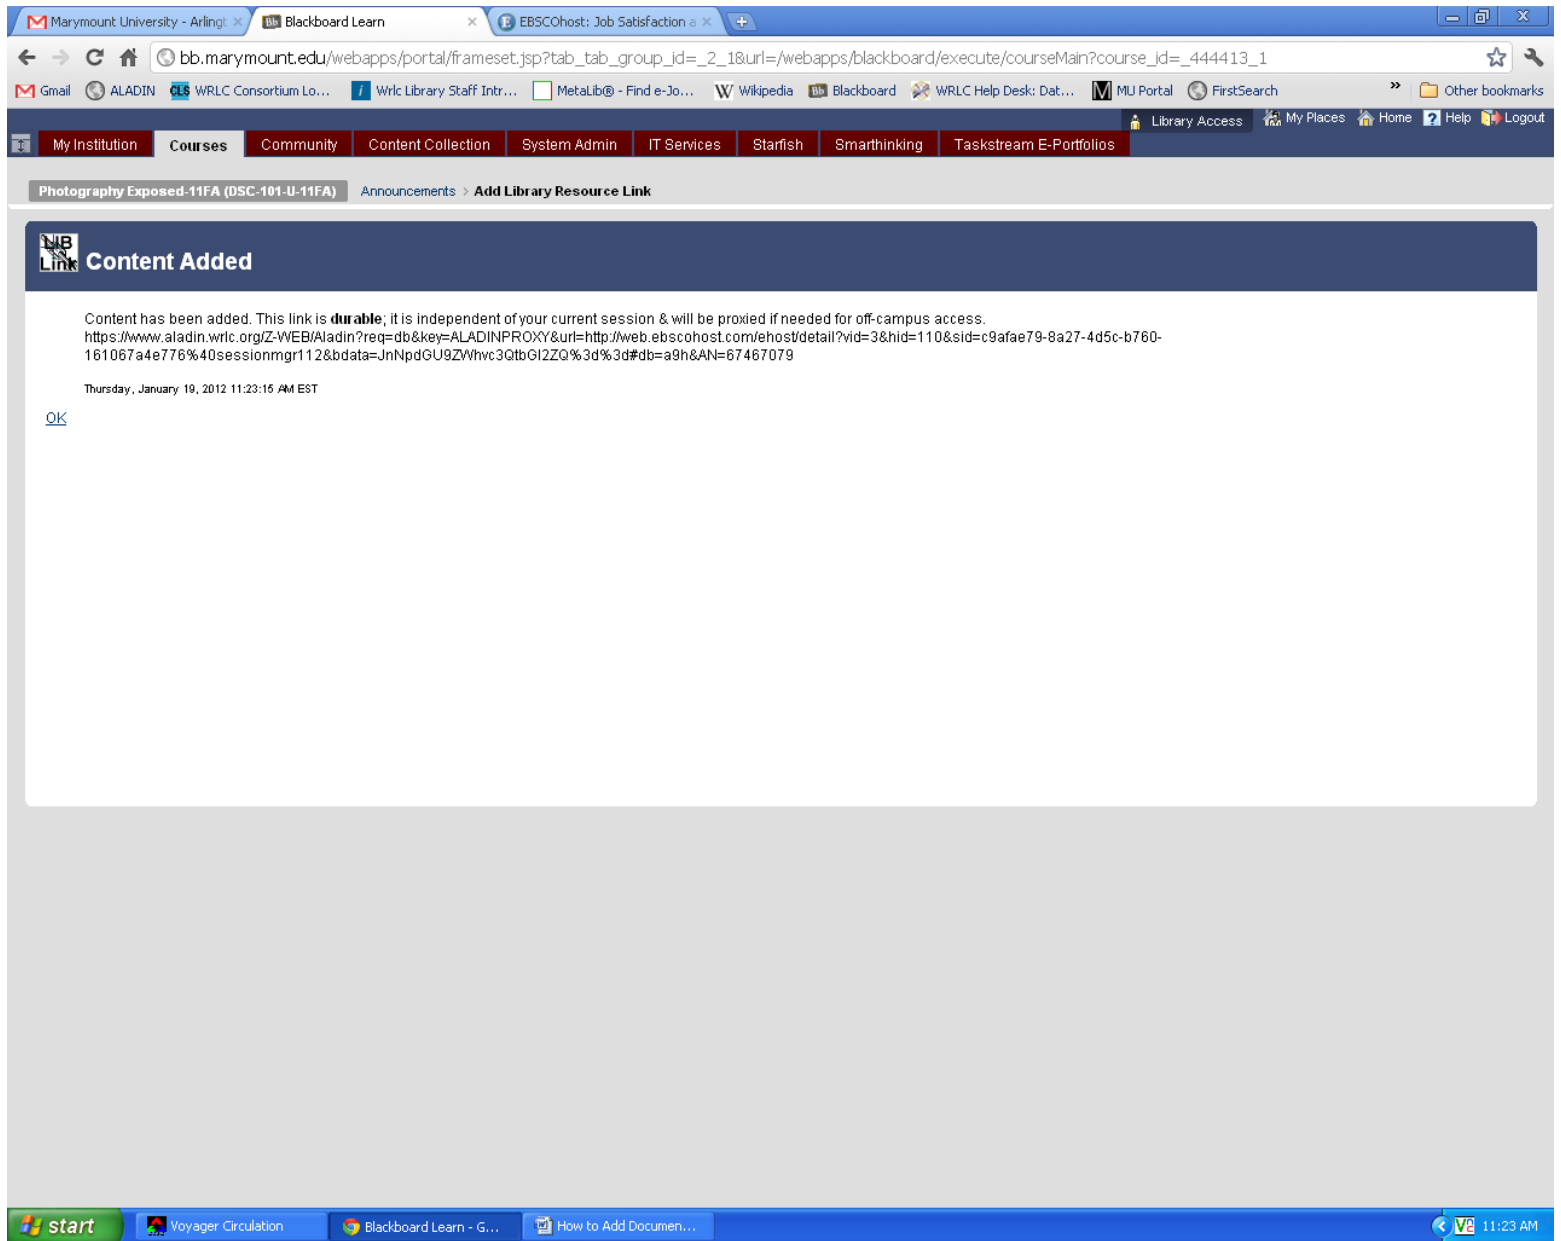 Marymount University - Arlingt
Blackboard Learn
EBSCOhost: Job Satisfaction a
bb.marymount.edu/webapps/portal/frameset.jsp?tab_tab_group_id=_2_1&url=/webapps/blackboard/execute/courseMain?course_id=_444413_1
Gmail ALADIN CLS WRLC Consortium Lo... i Wrlc Library Staff Intr... MetaLib® - Find e-Jo... W Wikipedia Bb Blackboard WRLC Help Desk: Dat... M MU Portal FirstSearch » Other bookmarks
Library Access My Places Home Help Logout
My Institution Courses Community Content Collection System Admin IT Services Starfish Smarthinking Taskstream E-Portfolios
Photography Exposed-11FA (DSC-101-U-11FA) Announcements > Add Library Resource Link
LIB
Link Content Added
Content has been added. This link is durable; it is independent of your current session & will be proxied if needed for off-campus access.
https://www.aladin.wrlc.org/Z-WEB/Aladin?req=db&key=ALADINPROXY&url=http://web.ebscohost.com/ehost/detail?vid=3&hid=110&sid=c9afae79-8a27-4d5c-b760-
161067a4e776%40sessionmgr112&bdata=JnNpdGU9ZWhvc3QtbGl2ZQ%3d%3d#db=a9h&AN=67467079
Thursday, January 19, 2012 11:23:15 AM EST
OK
start Voyager Circulation Blackboard Learn - G... How to Add Documen... 11:23 AM